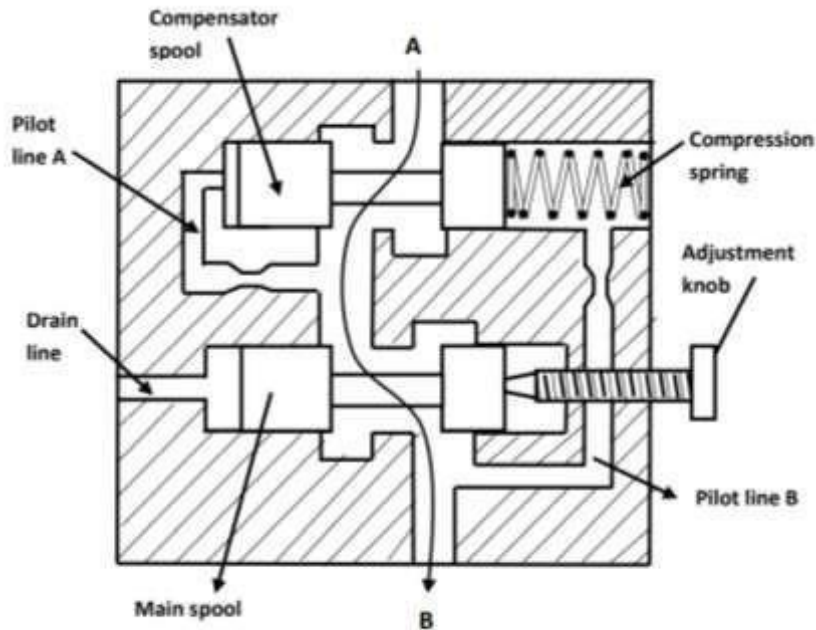 Compensator
spool
A
Pilot
line A
Compression
spring
Adjustment
knob
Drain
line
Pilot line B
Main spool
B